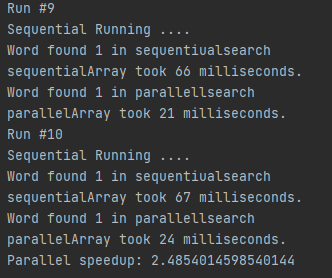 Run #9
Sequential Running ....
Word found 1 in sequentiualsearch
sequentialArray took 66 milliseconds.
Word found 1 in parallellsearch
parallelArray took 21 milliseconds.
Run #10
Sequential Running ....
Word found 1 in sequentiualsearch
sequentialArray took 67 milliseconds.
Word found 1 in parallellsearch
parallelArray took 24 milliseconds.
Parallel speedup: 2.4854014598540144